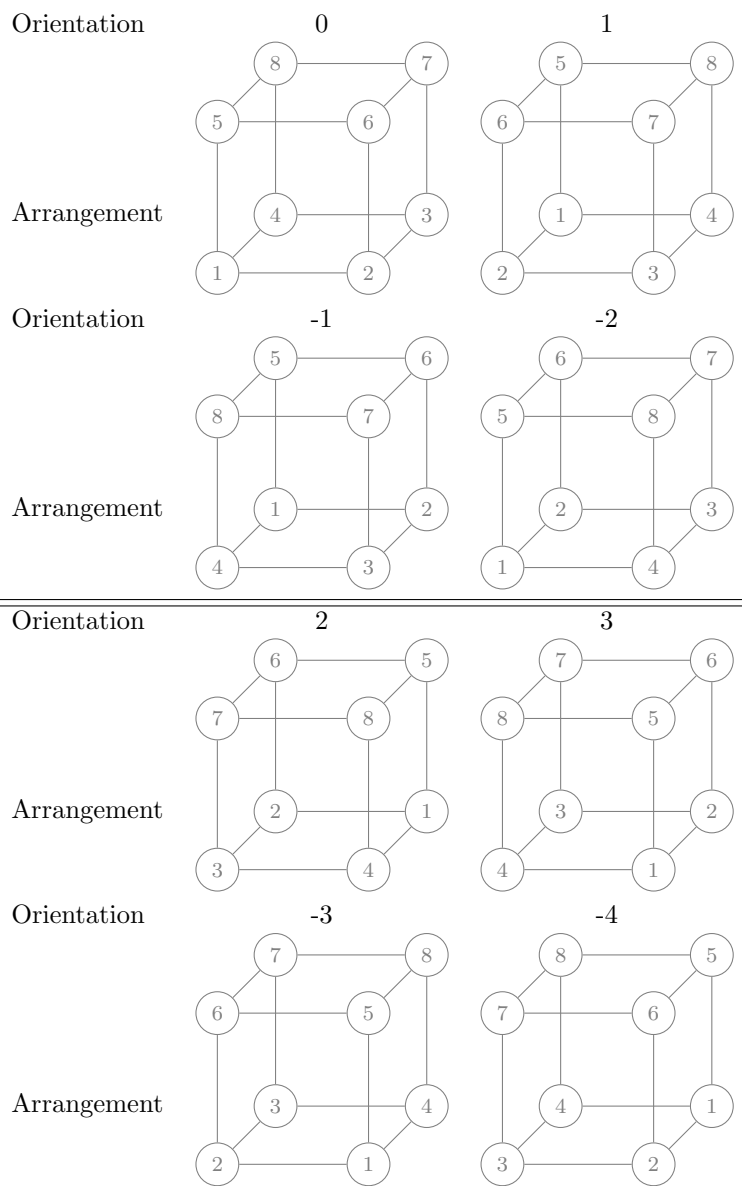 Orientation 0 1
8 7 5 8
5 6 6 7
Arrangement 4 3 1 4
1 2 2 3
Orientation -1 -2
5 6 6 7
8 7 5 8
Arrangement 1 2 2 3
4 3 1 4
Orientation 2 3
6 5 7 6
7 8 8 5
Arrangement 2 1 3 2
3 4 4 1
Orientation -3 -4
7 8 8 5
6 5 7 6
Arrangement 3 4 4 1
2 1 3 2